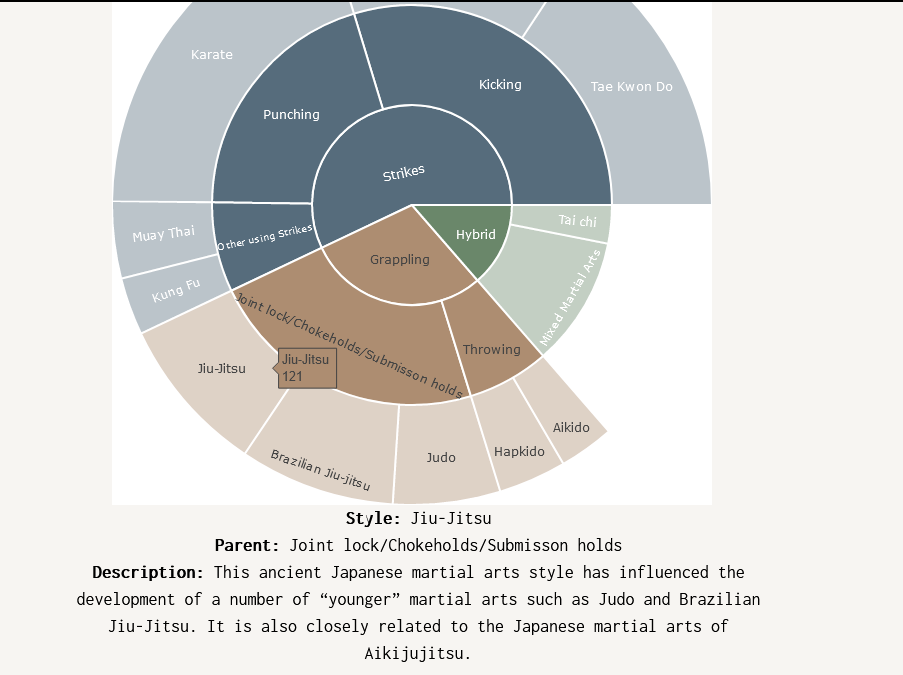 Karate
Kicking
Tae Kwon Do
Punching
Strikes
Tai chi
Muay Thai
Other using Strikes
Hybrid
Grappling
Mixed Martial Arts
Kung Fu
Joint lock/Chokeholds/Submisson holds
Throwing
Jiu-Jitsu
Jiu-Jitsu
121
Aikido
Hapkido
Judo
Brazilian Jiu-jitsu
Style: Jiu-Jitsu
Parent: Joint lock/Chokeholds/Submisson holds
Description: This ancient Japanese martial arts style has influenced the
development of a number of “younger” martial arts such as Judo and Brazilian
Jiu-Jitsu. It is also closely related to the Japanese martial arts of
Aikijujitsu.